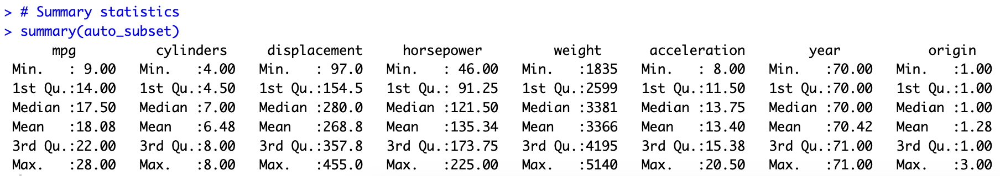 > # Summary statistics
> summary(auto_subset)
      mpg          cylinders     displacement     horsepower         weight      acceleration        year           origin
 Min.   : 9.00   Min.   :4.00   Min.   : 97.0   Min.   : 46.00   Min.   :1835   Min.   : 8.00   Min.   :70.00   Min.   :1.00
 1st Qu.:14.00   1st Qu.:4.50   1st Qu.:154.5   1st Qu.: 91.25   1st Qu.:2599   1st Qu.:11.50   1st Qu.:70.00   1st Qu.:1.00
 Median :17.50   Median :7.00   Median :280.0   Median :121.50   Median :3381   Median :13.75   Median :70.00   Median :1.00
 Mean   :18.08   Mean   :6.48   Mean   :268.8   Mean   :135.34   Mean   :3366   Mean   :13.40   Mean   :70.42   Mean   :1.28
 3rd Qu.:22.00   3rd Qu.:8.00   3rd Qu.:357.8   3rd Qu.:173.75   3rd Qu.:4195   3rd Qu.:15.38   3rd Qu.:71.00   3rd Qu.:1.00
 Max.   :28.00   Max.   :8.00   Max.   :455.0   Max.   :225.00   Max.   :5140   Max.   :20.50   Max.   :71.00   Max.   :3.00